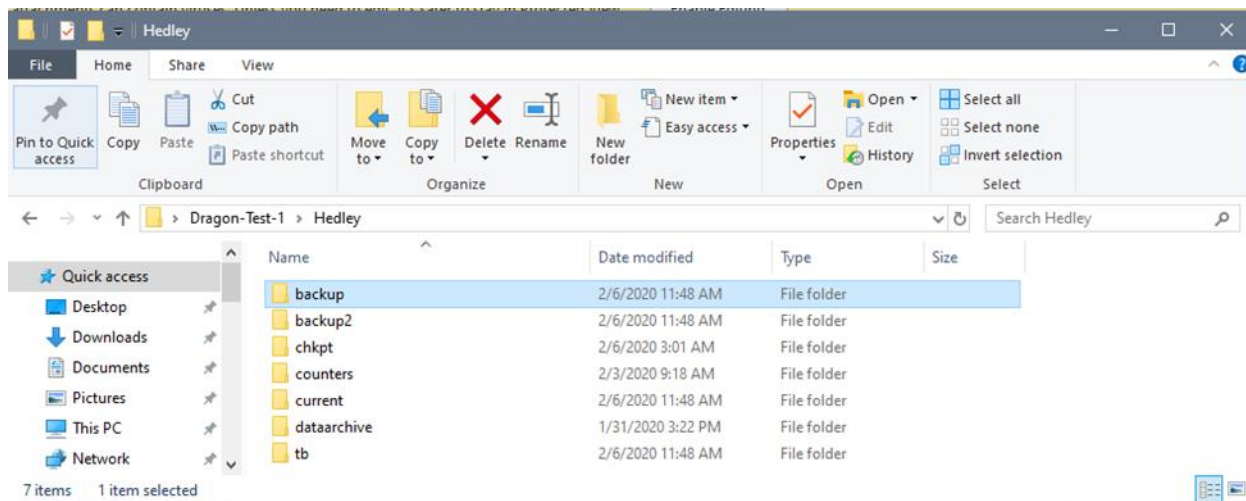 Hedley
File Home Share View
Pin to Quick access
Copy
Paste
Cut
Copy path
Paste shortcut
Clipboard
Move to
Copy to
Delete
Rename
Organize
New folder
New item
Easy access
New
Properties
Open
Edit
History
Open
Select all
Select none
Invert selection
Select
Dragon-Test-1 > Hedley
Search Hedley
Quick access
Desktop
Downloads
Documents
Pictures
This PC
Network
Name Date modified Type Size
backup 2/6/2020 11:48 AM File folder
backup2 2/6/2020 11:48 AM File folder
chkpt 2/6/2020 3:01 AM File folder
counters 2/3/2020 9:18 AM File folder
current 2/6/2020 11:48 AM File folder
dataarchive 1/31/2020 3:22 PM File folder
tb 2/6/2020 11:48 AM File folder
7 items 1 item selected